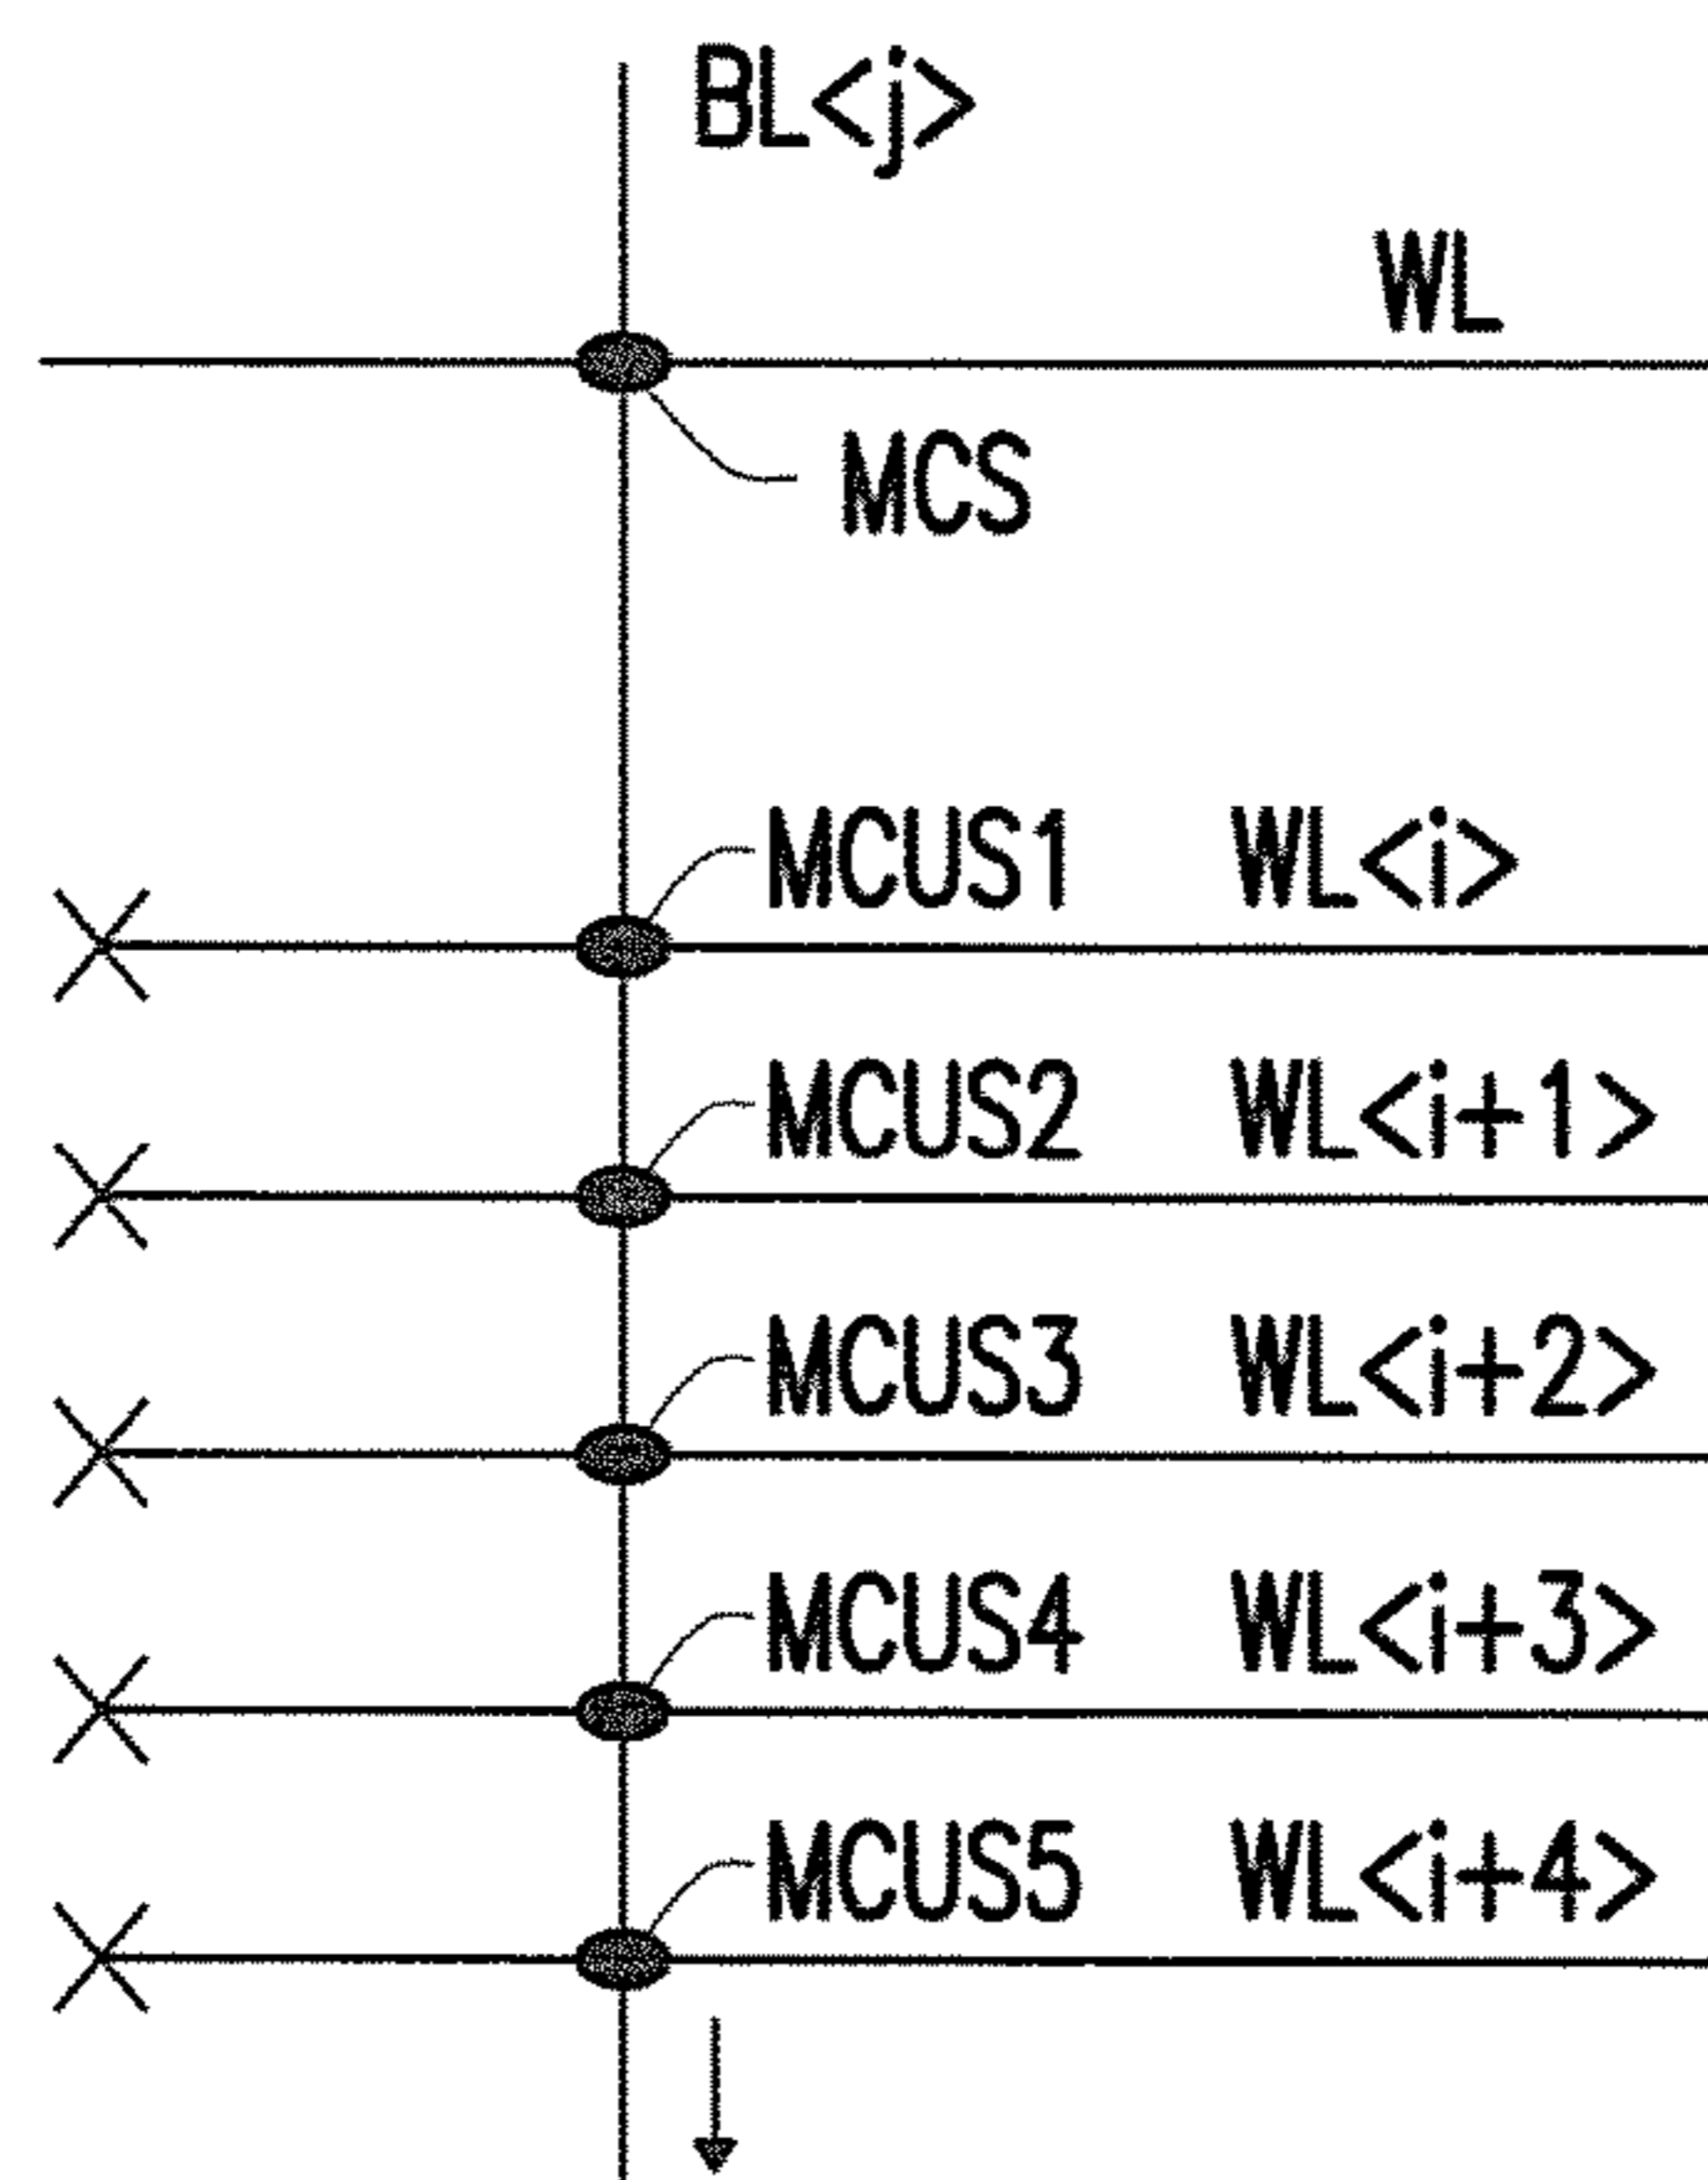 BL<j>
WL
MCS
MCUS1 WL<i>
MCUS2 WL<i+1>
MCUS3 WL<i+2>
MCUS4 WL<i+3>
MCUS5 WL<i+4>